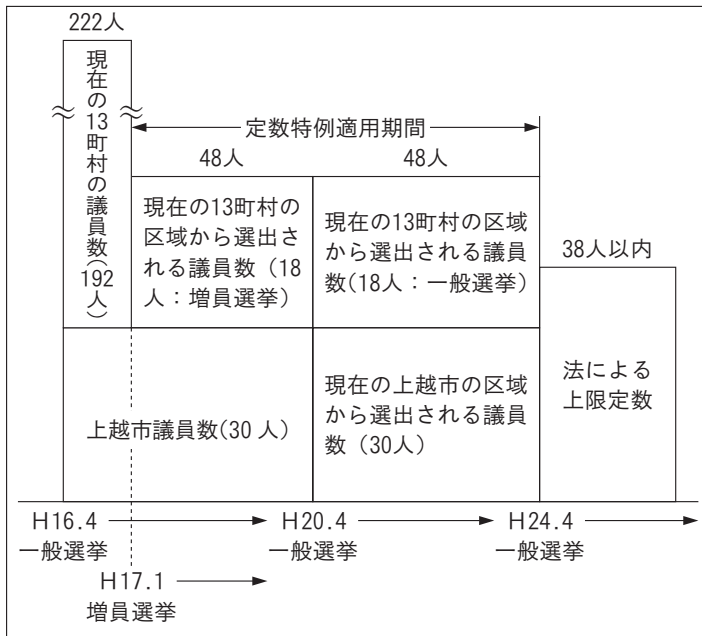 222人
現在の13町村の議員数(192人)
定数特例適用期間
48人
48人
現在の13町村の
区域から選出さ
れる議員数（18
人：増員選挙）
現在の13町村の区域
から選出される議員
数(18人：一般選挙)
38人以内
上越市議員数(30 人)
現在の上越市の区域
から選出される議員
数（30人）
法による
上限定数
H16.4
一般選挙
H20.4
一般選挙
H24.4
一般選挙
H17.1
増員選挙